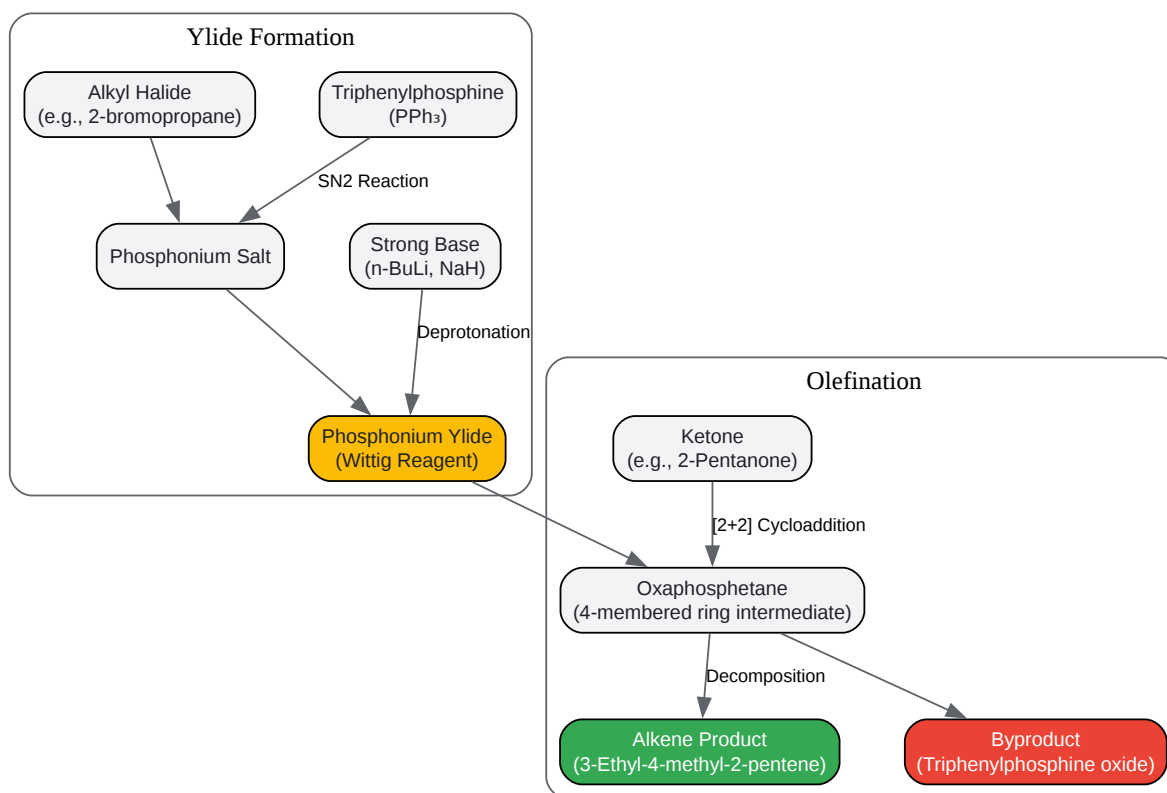 Ylide Formation
Alkyl Halide
(e.g., 2-bromopropane)
Triphenylphosphine
(PPh₃)
SN2 Reaction
Phosphonium Salt
Strong Base
(n-BuLi, NaH)
Deprotonation
Phosphonium Ylide
(Wittig Reagent)
Olefination
Ketone
(e.g., 2-Pentanone)
[2+2] Cycloaddition
Oxaphosphetane
(4-membered ring intermediate)
Decomposition
Alkene Product
(3-Ethyl-4-methyl-2-pentene)
Byproduct
(Triphenylphosphine oxide)